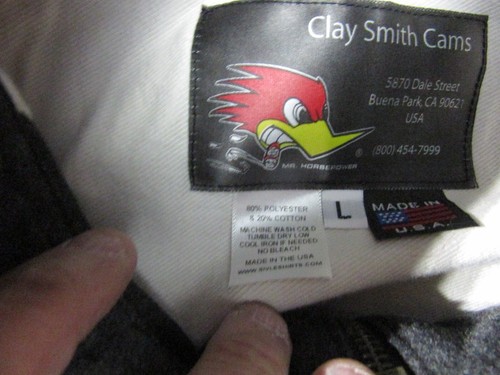 Clay Smith Cams
5870 Dale Street
Buena Park, CA 90621
USA
(800) 454-7999
®
MR. HORSEPOWER
80% POLYESTER
& 20% COTTON
MACHINE WASH COLD
TUMBLE DRY LOW
COOL IRON IF NEEDED
NO BLEACH
MADE IN THE USA
L
MADE IN
U.S.A.